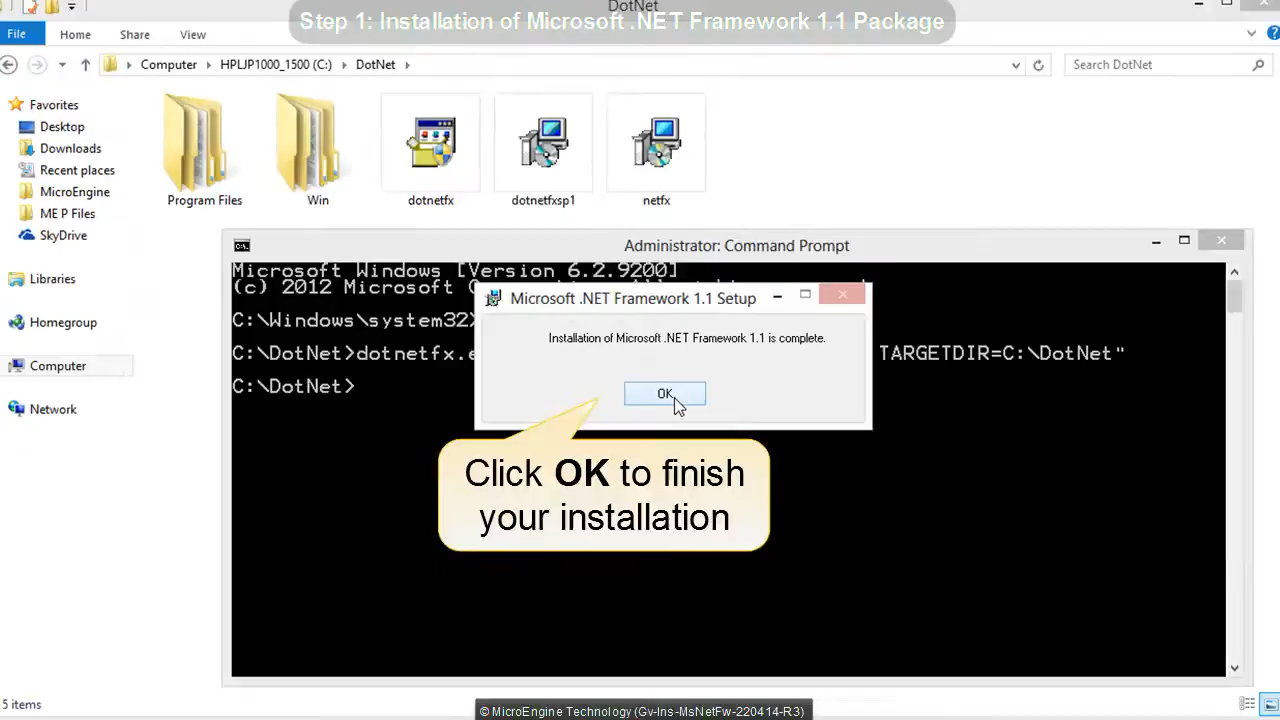 DotNet
Step 1: Installation of Microsoft .NET Framework 1.1 Package
File Home Share View
Computer HPLJP1000_1500 (C:) DotNet
Search DotNet
Favorites
Desktop
Downloads
Recent places
MicroEngine
ME P Files
SkyDrive
Libraries
Homegroup
Computer
Network
Program Files
Win
dotnetfx
dotnetfxsp1
netfx
Administrator: Command Prompt
Microsoft Windows [Version 6.2.9200]
(c) 2012 Microsoft
C:\Windows\system32>
C:\DotNet>dotnetfx.e TARGETDIR=C:\DotNet"
C:\DotNet>
Microsoft .NET Framework 1.1 Setup
Installation of Microsoft .NET Framework 1.1 is complete.
OK
Click OK to finish
your installation
5 items
© MicroEngine Technology (Gv-Ins-MsNetFw-220414-R3)